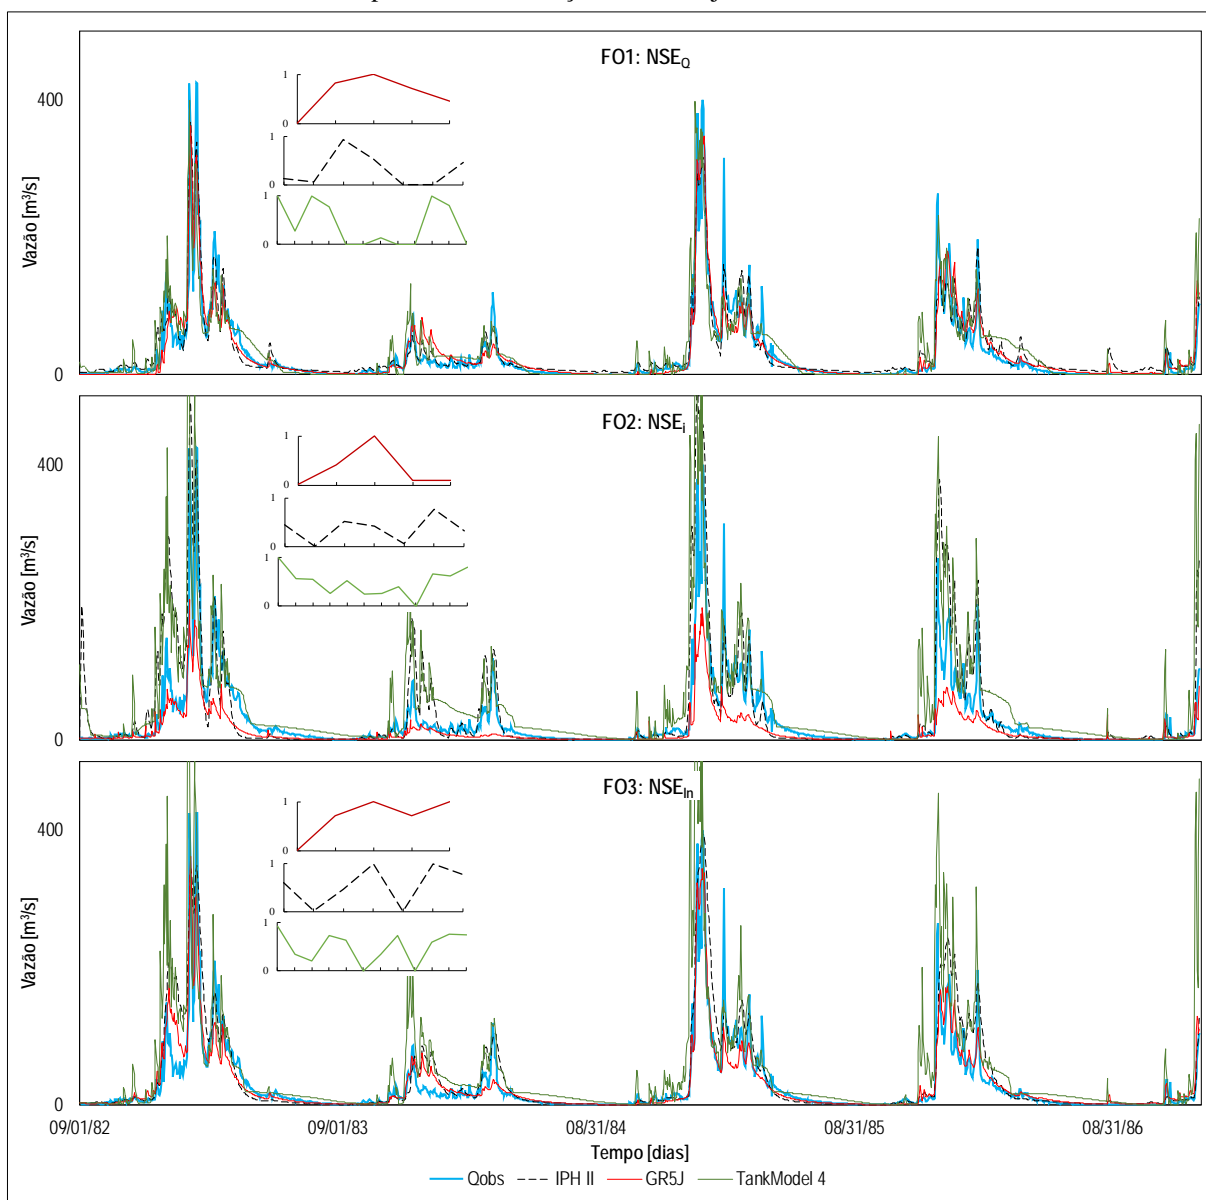 FO1: NSEQ
400
0
Vazão [m³/s]
1
0
1
0
1
0
FO2: NSEi
400
0
Vazão [m³/s]
1
0
1
0
1
0
FO3: NSEln
400
0
Vazão [m³/s]
1
0
1
0
1
0
09/01/82 09/01/83 08/31/84 08/31/85 08/31/86
Tempo [dias]
Qobs IPH II GR5J TankModel 4